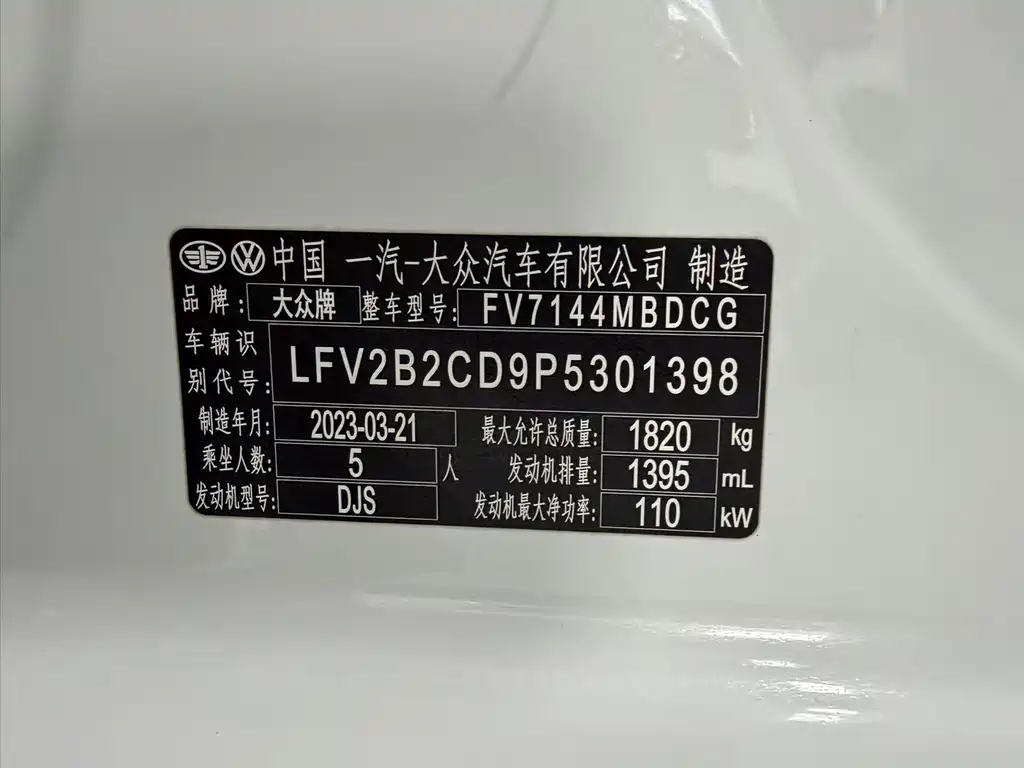 中国 一汽-大众汽车有限公司 制造
品牌: 大众牌 整车型号: FV7144MBDCG
车辆识别代号: LFV2B2CD9P5301398
制造年月: 2023-03-21 最大允许总质量: 1820 kg
乘坐人数: 5 人 发动机排量: 1395 mL
发动机型号: DJS 发动机最大净功率: 110 kW